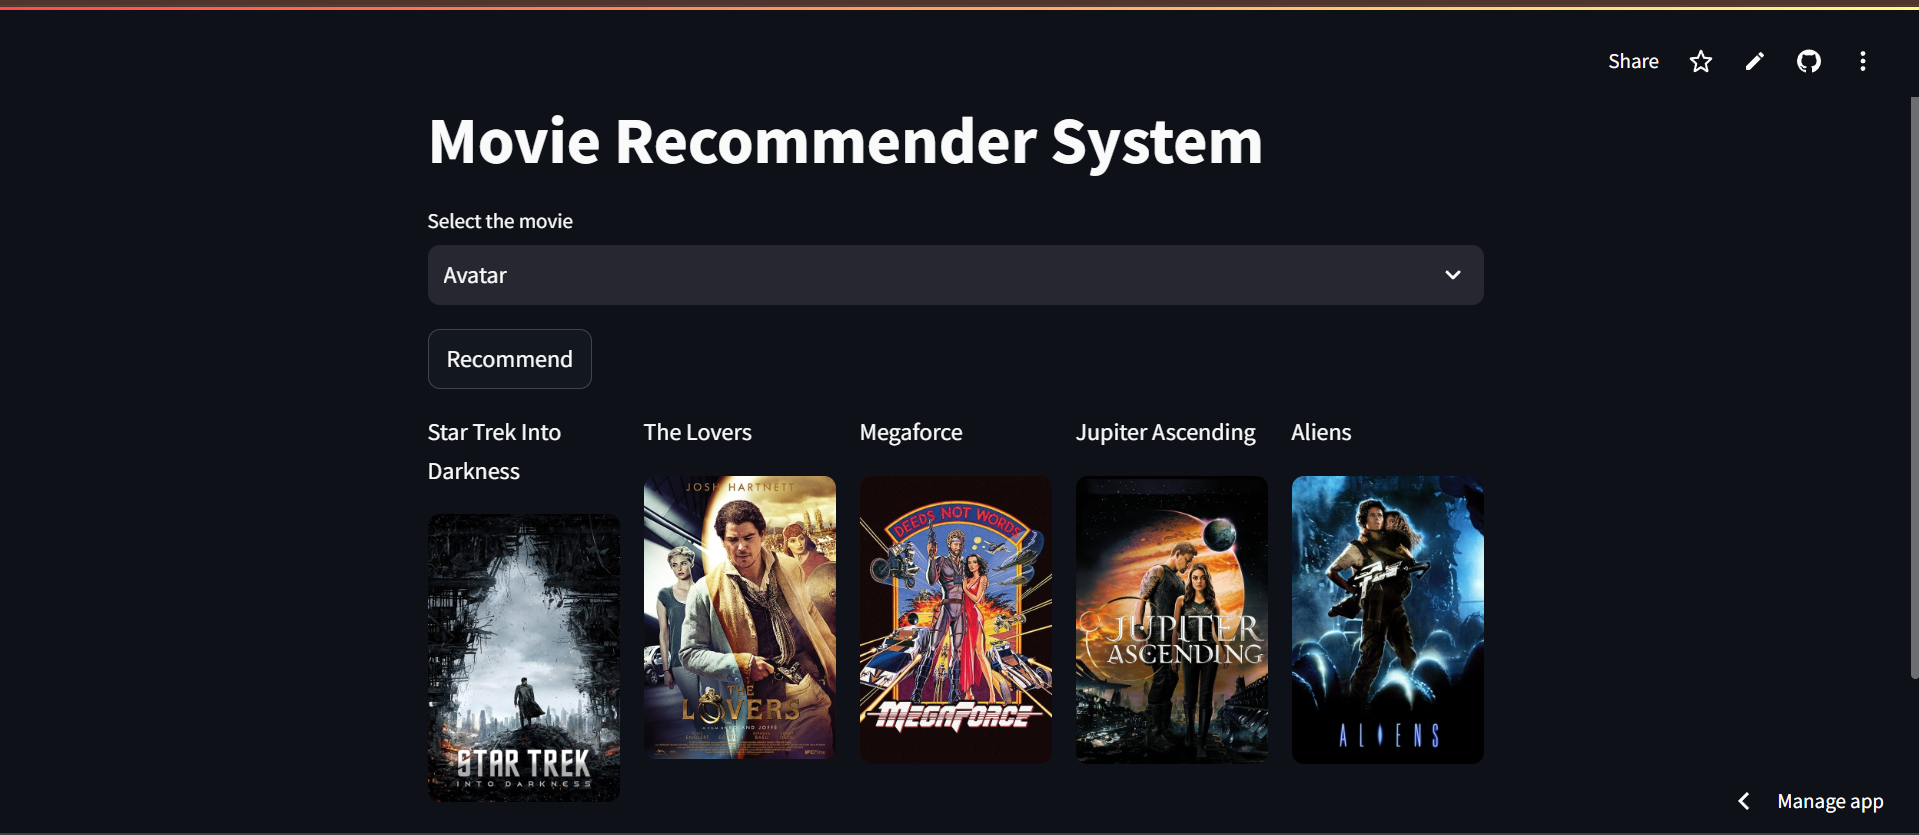 Share
Movie Recommender System
Select the movie
Avatar
Recommend
Star Trek Into
Darkness
The Lovers
Megaforce
Jupiter Ascending
Aliens
JOSH HARTNETT
THE
LOVERS
DEEDS NOT WORDS
MEGAFORCE
JUPITER
ASCENDING
ALIENS
STAR TREK
INTO DARKNESS
Manage app